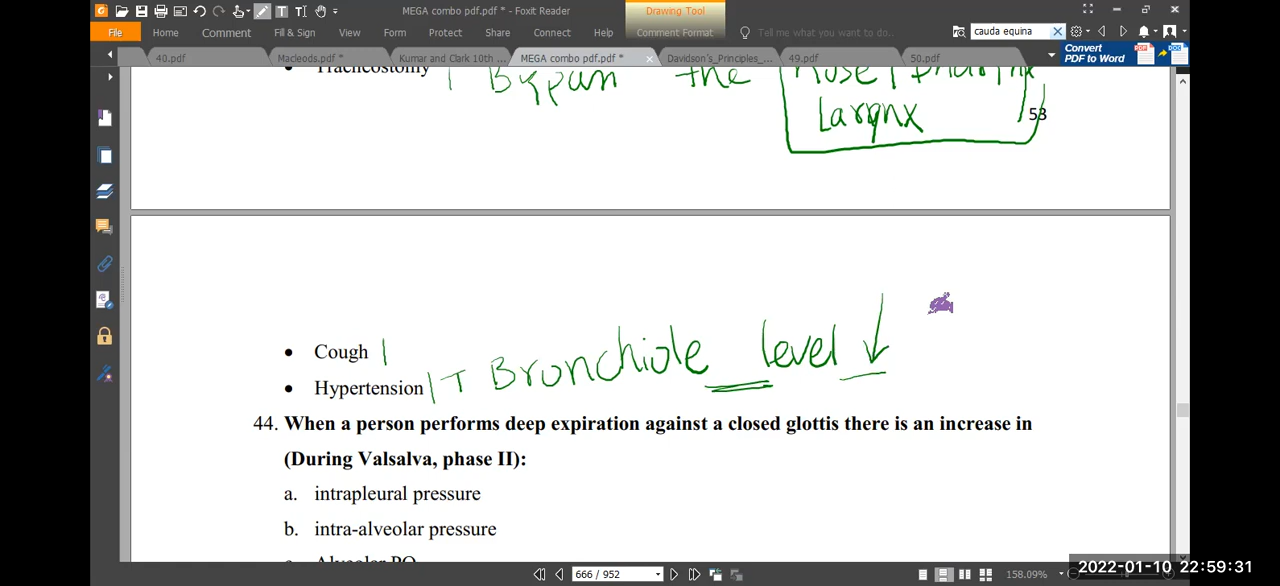 MEGA combo pdf.pdf * - Foxit Reader
Drawing Tool
File Home Comment Fill & Sign View Form Protect Share Connect Help Comment Format Tell me what you want to do.. cauda equina
40.pdf Macleods.pdf * Kumar and Clark 10th ... MEGA combo pdf.pdf * Davidson's_Principles_... 49.pdf 50.pdf
Convert
PDF to Word
Tracheostomy the
Larynx
53
Cough
Bronchiole level ↓
Hypertension
44. When a person performs deep expiration against a closed glottis there is an increase in
(During Valsalva, phase II):
a. intrapleural pressure
b. intra-alveolar pressure
666 / 952 158.09%
2022-01-10 22:59:31